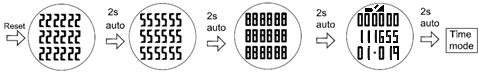 Reset
222222
222222
222222
2s
auto
555555
555555
555555
2s
auto
888888
888888
888888
2s
auto
000000
111655
01-019
2s
auto
Time
mode